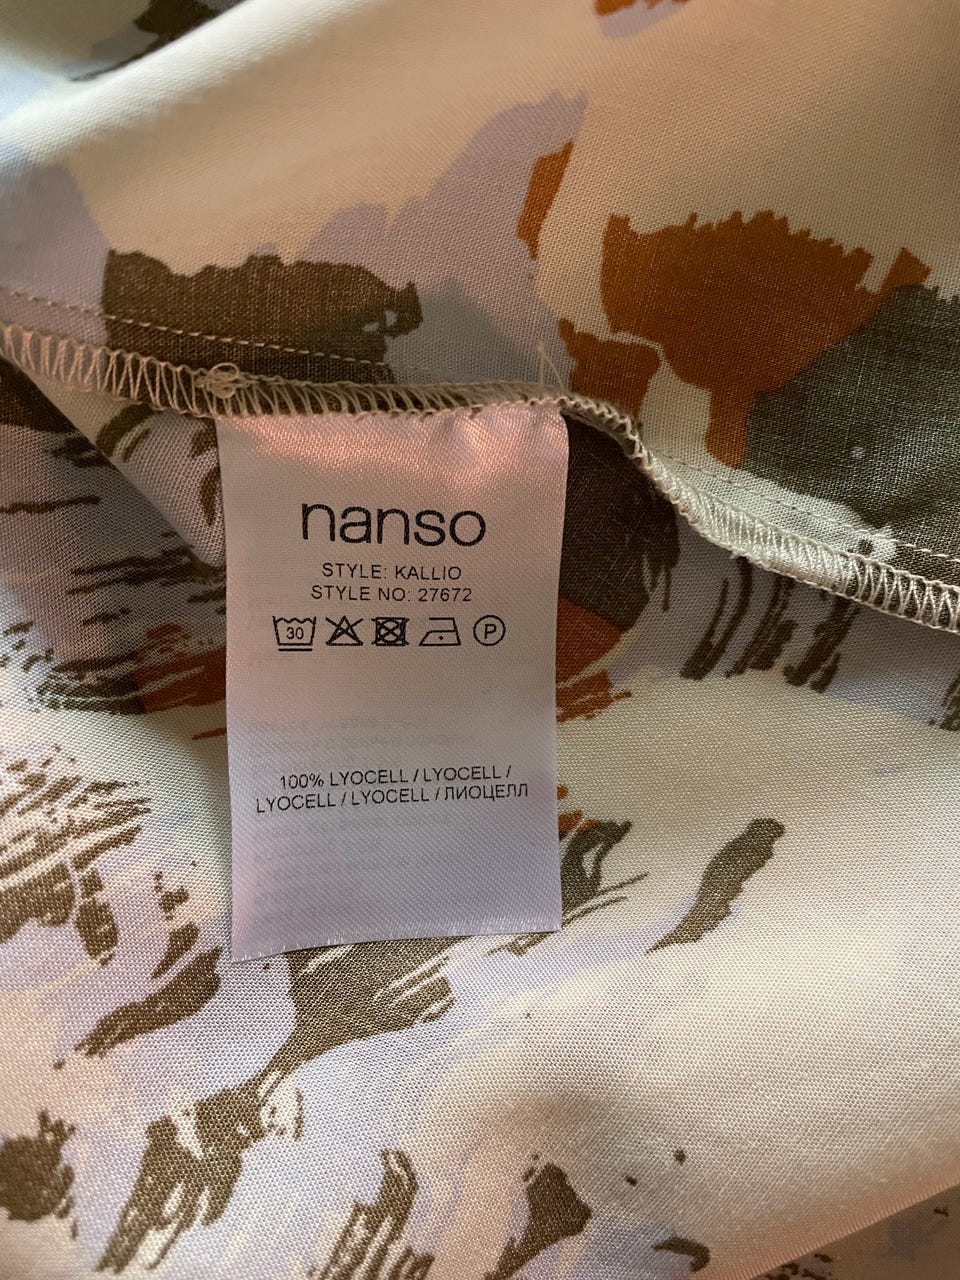 nanso
STYLE: KALLIO
STYLE NO: 27672
30 P
100% LYOCELL / LYOCELL /
LYOCELL / LYOCELL / ЛИОЦЕЛЛ